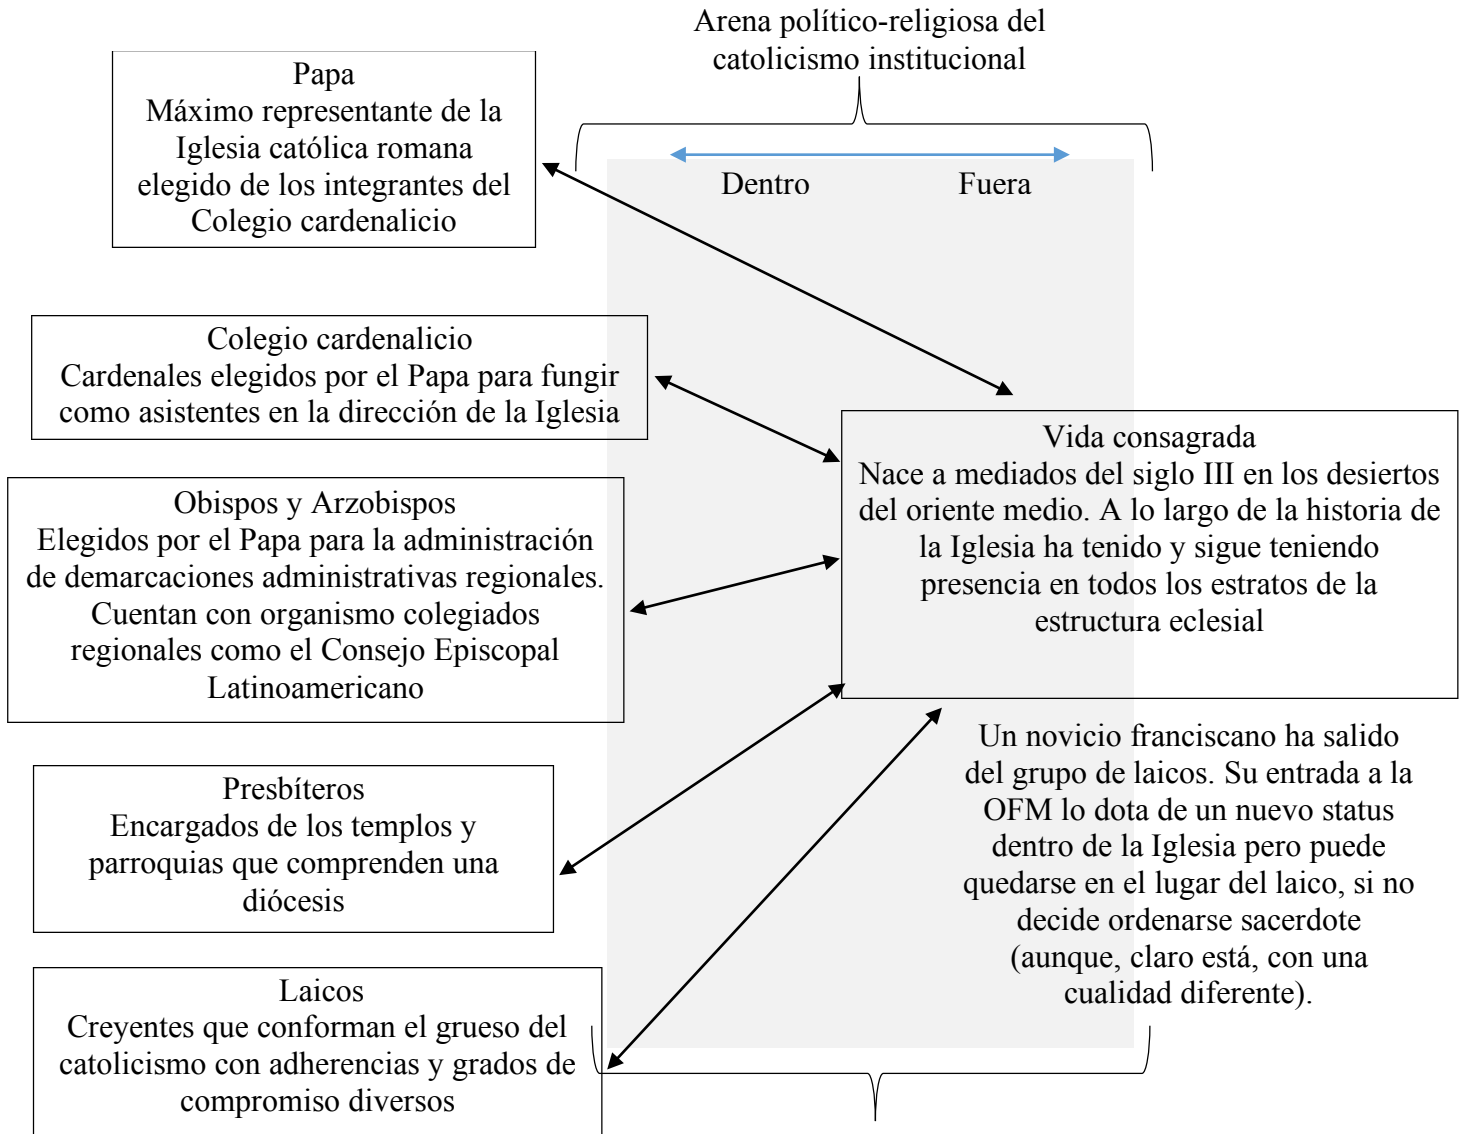 Arena político-religiosa del
catolicismo institucional
Dentro
Fuera
Papa
Máximo representante de la
Iglesia católica romana
elegido de los integrantes del
Colegio cardenalicio
Colegio cardenalicio
Cardenales elegidos por el Papa para fungir
como asistentes en la dirección de la Iglesia
Obispos y Arzobispos
Elegidos por el Papa para la administración
de demarcaciones administrativas regionales.
Cuentan con organismo colegiados
regionales como el Consejo Episcopal
Latinoamericano
Presbíteros
Encargados de los templos y
parroquias que comprenden una
diócesis
Laicos
Creyentes que conforman el grueso del
catolicismo con adherencias y grados de
compromiso diversos
Vida consagrada
Nace a mediados del siglo III en los desiertos
del oriente medio. A lo largo de la historia de
la Iglesia ha tenido y sigue teniendo
presencia en todos los estratos de la
estructura eclesial
Un novicio franciscano ha salido
del grupo de laicos. Su entrada a la
OFM lo dota de un nuevo status
dentro de la Iglesia pero puede
quedarse en el lugar del laico, si no
decide ordenarse sacerdote
(aunque, claro está, con una
cualidad diferente).